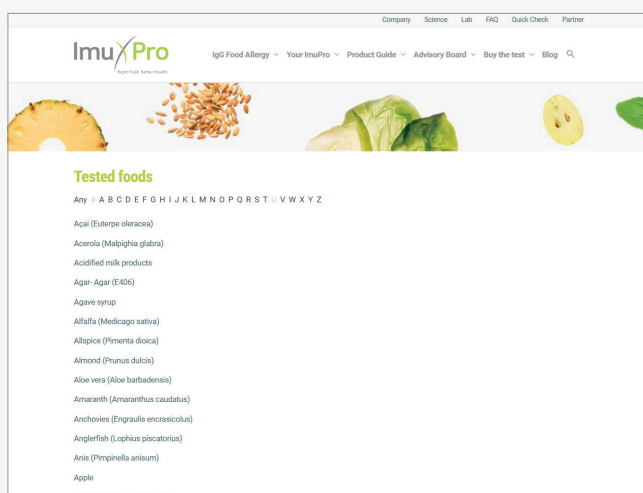 Company Science Lab FAQ Quick Check Partner
ImuPro
Right Food. Better Health.
IgG Food Allergy Your ImuPro Product Guide Advisory Board Buy the test Blog
Tested foods
Any # A B C D E F G H I J K L M N O P Q R S T U V W X Y Z
Açai (Euterpe oleracea)
Acerola (Malpighia glabra)
Acidified milk products
Agar- Agar (E406)
Agave syrup
Alfalfa (Medicago sativa)
Allspice (Pimenta dioica)
Almond (Prunus dulcis)
Aloe vera (Aloe barbadensis)
Amaranth (Amaranthus caudatus)
Anchovies (Engraulis encrasicolus)
Anglerfish (Lophius piscatorius)
Anis (Pimpinella anisum)
Apple